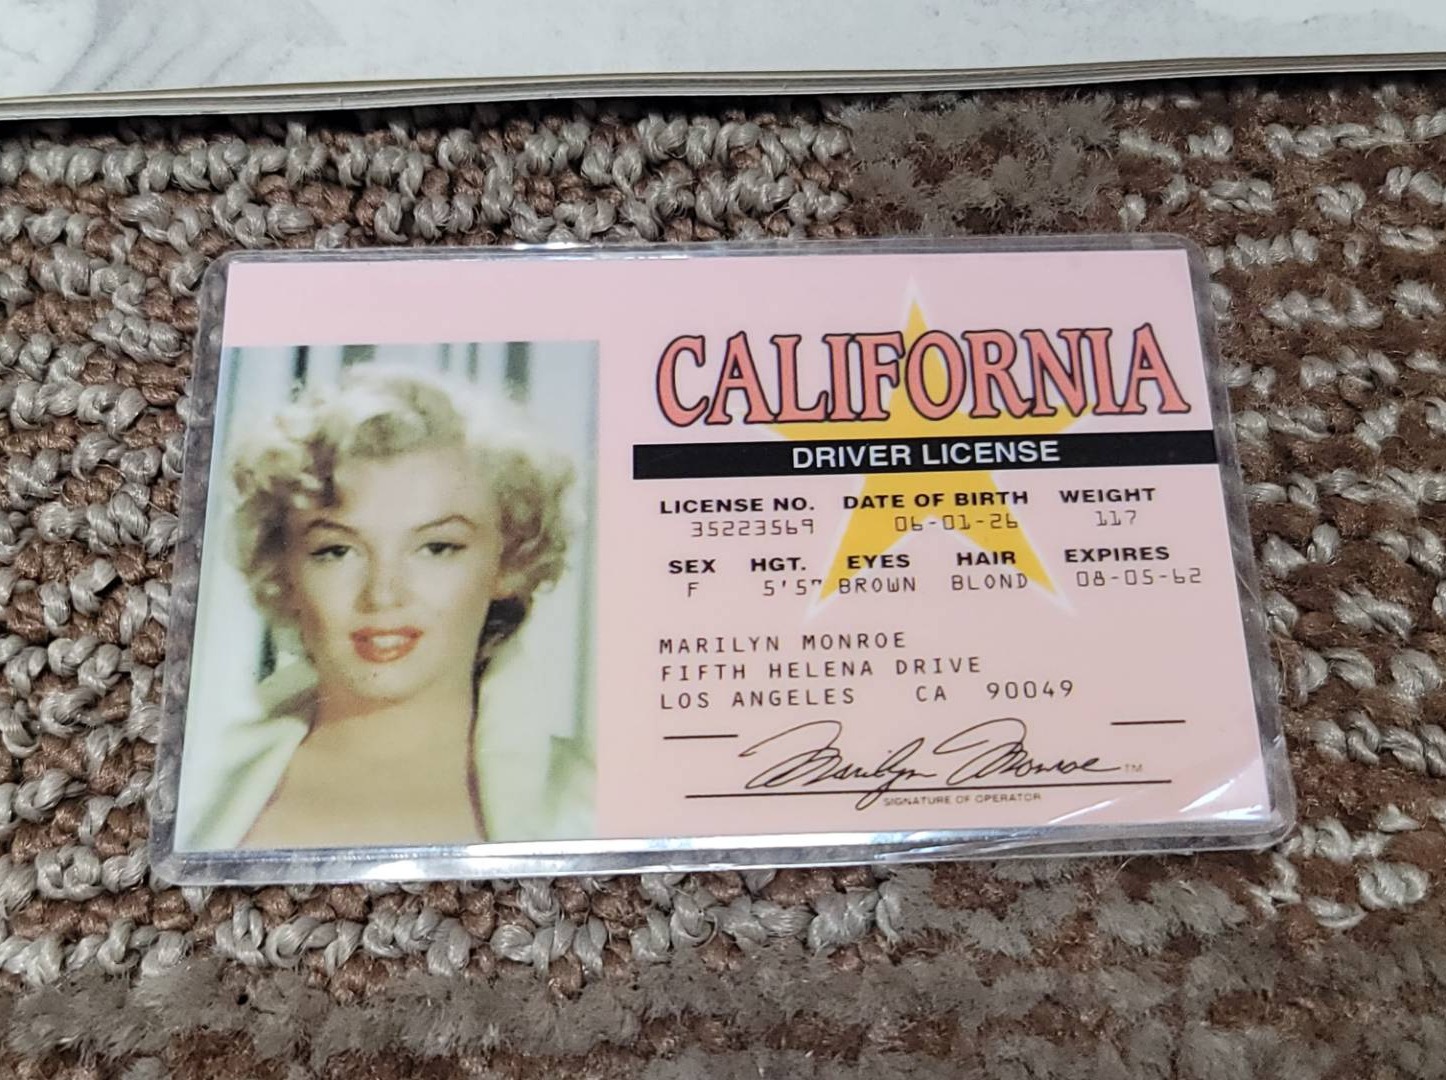 CALIFORNIA
DRIVER LICENSE
LICENSE NO. DATE OF BIRTH WEIGHT
35223569 06-01-26 117
SEX HGT. EYES HAIR EXPIRES
F 5'5" BROWN BLOND 08-05-62
MARILYN MONROE
FIFTH HELENA DRIVE
LOS ANGELES CA 90049
Marilyn Monroe TM
SIGNATURE OF OPERATOR